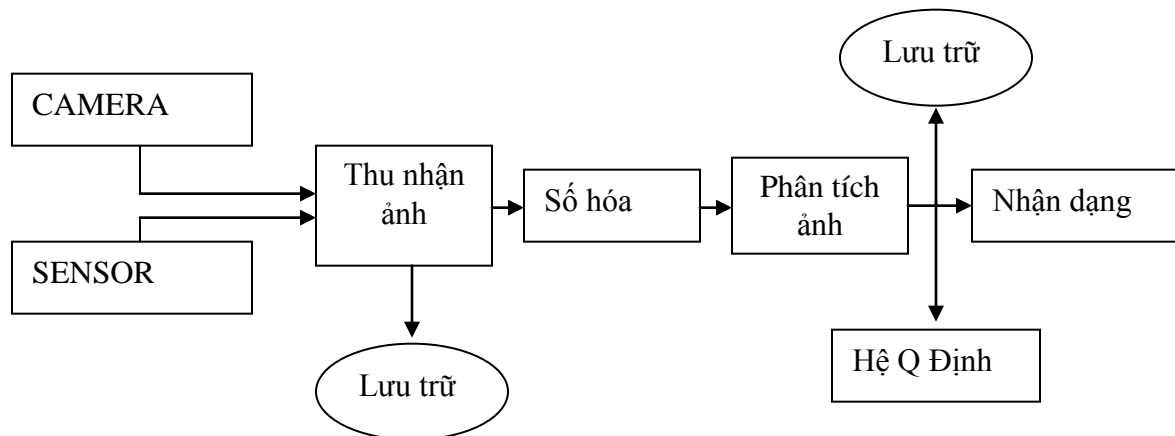 Lưu trữ
CAMERA
Thu nhận
ảnh
Số hóa
Phân tích
ảnh
Nhận dạng
SENSOR
Lưu trữ
Hệ Q Định